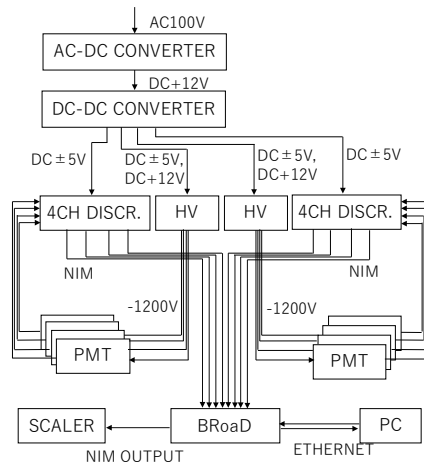 AC100V
AC-DC CONVERTER
DC+12V
DC-DC CONVERTER
DC±5V
DC±5V,
DC+12V
DC±5V,
DC+12V
DC±5V
4CH DISCR.
HV
HV
4CH DISCR.
NIM
NIM
-1200V
-1200V
PMT
PMT
SCALER
BRoaD
PC
NIM OUTPUT
ETHERNET